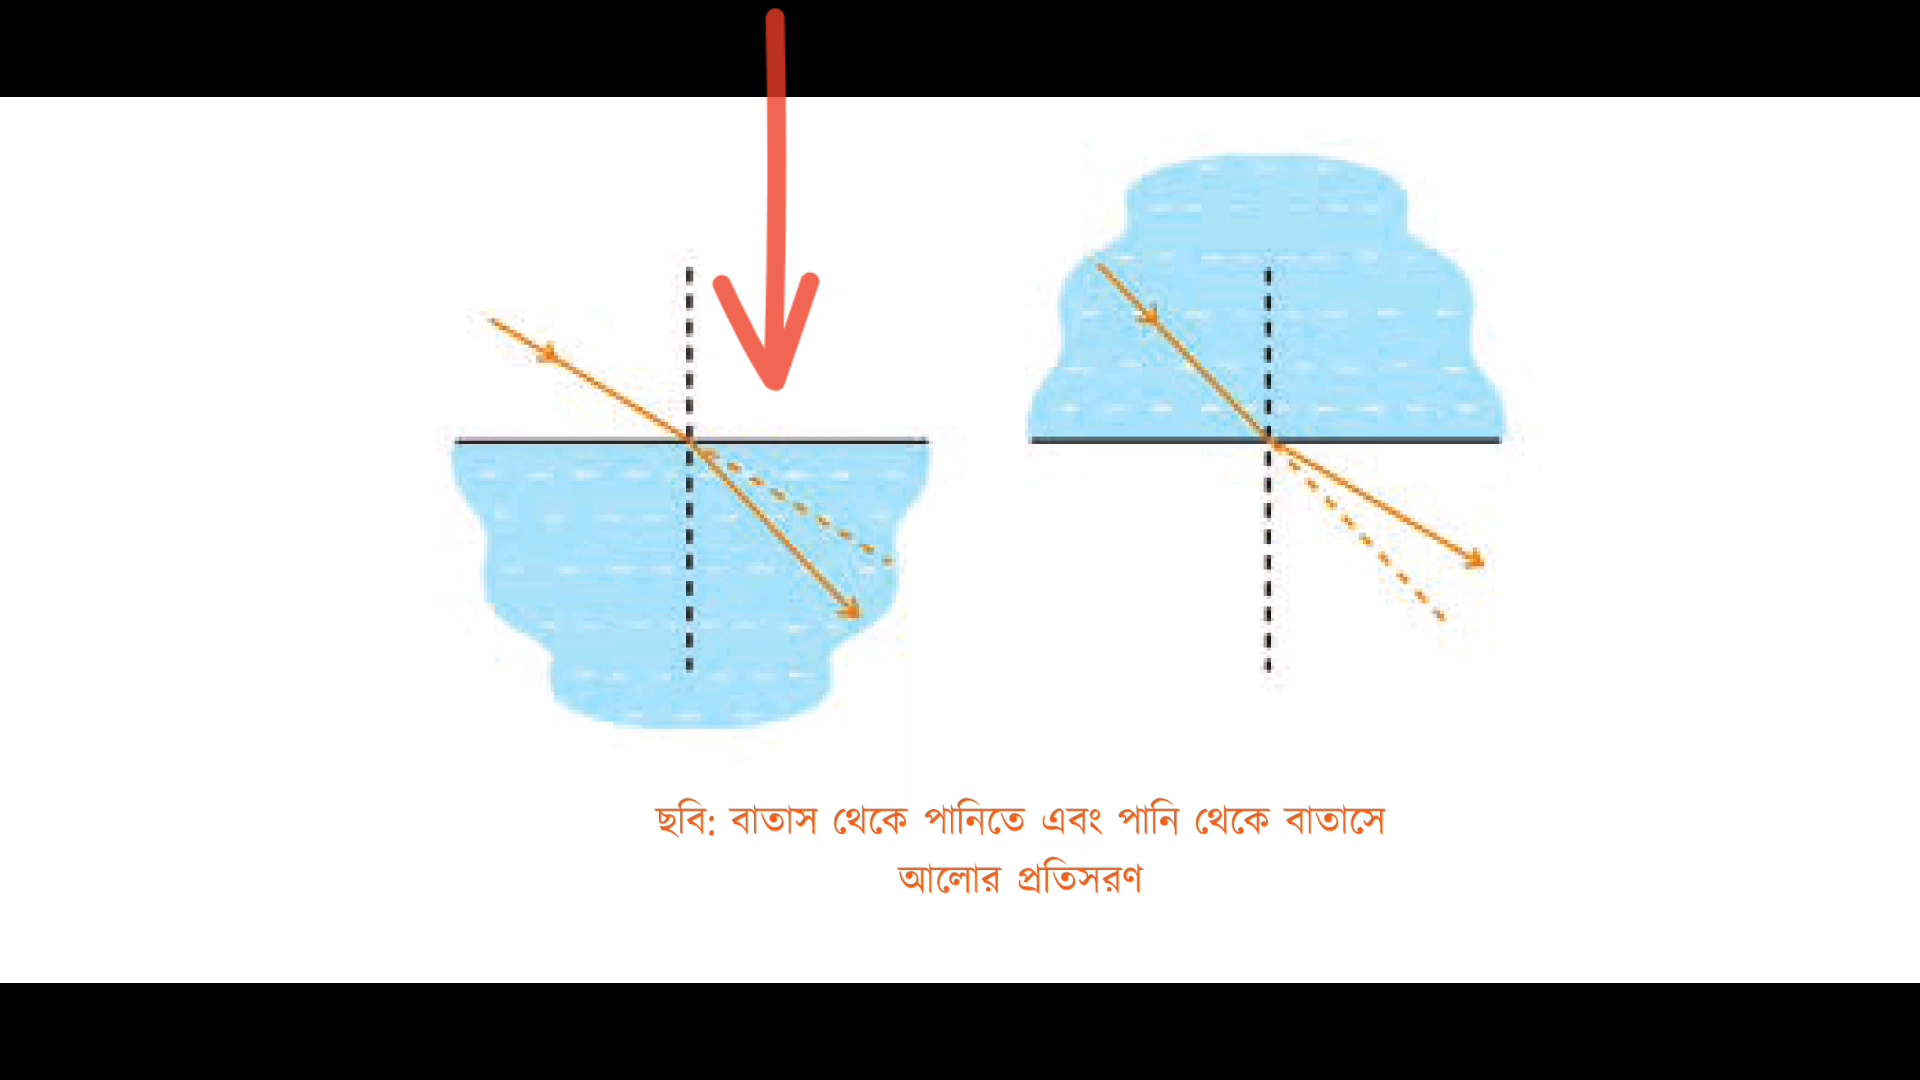 ছবি: বাতাস থেকে পানিতে এবং পানি থেকে বাতাসে
আলোর প্রতিসরণ